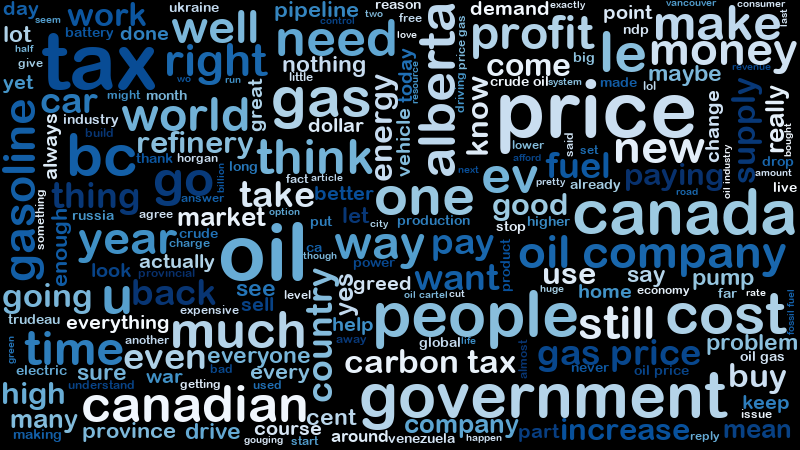 day
seem
work
ukraine
well
pipeline
two
reason
control
free
love
demand
exactly
profit
point
ndp
vancouver
consumer
make
last
lot
battery
done
half
give
tax
right
need
nothing
le
money
revenue
come
big
maybe
yet
wo
run
little
crude oil
system
made
lol
car
might
month
great
gas
energy
vehicle
today
resource
alberta
driving
price gas
know
price
change
supply
really
bought
gasoline
always
industry
world
dollar
build
refinery
bc
thank
horgan
think
lower
afford
said
new
set
drop
amount
long
fact
article
next
ev
pretty
fuel
already
paying
road
oil industry
live
thing
go
answer
billion
take
better
one
good
higher
stop
canada
something
enough
russia
agree
market
option
put
let
city
production
year
crude
charge
oil
ca
though
way
pay
product
oil company
look
actually
provincial
power
want
use
say
pump
going
u
back
see
sell
level
country
yes
greed
oil cartel
cut
huge
home
economy
far
rate
fossil fuel
trudeau
everything
expensive
much
help
people
still
cost
green
time
another
even
everyone
away
global
life
almost
gas price
problem
electric
sure
war
bad
every
carbon tax
never
oil price
oil gas
understand
getting
used
buy
high
canadian
government
keep
issue
many
cent
company
making
province
drive
course
gouging
start
around
venezuela
happen
part
increase
reply
mean